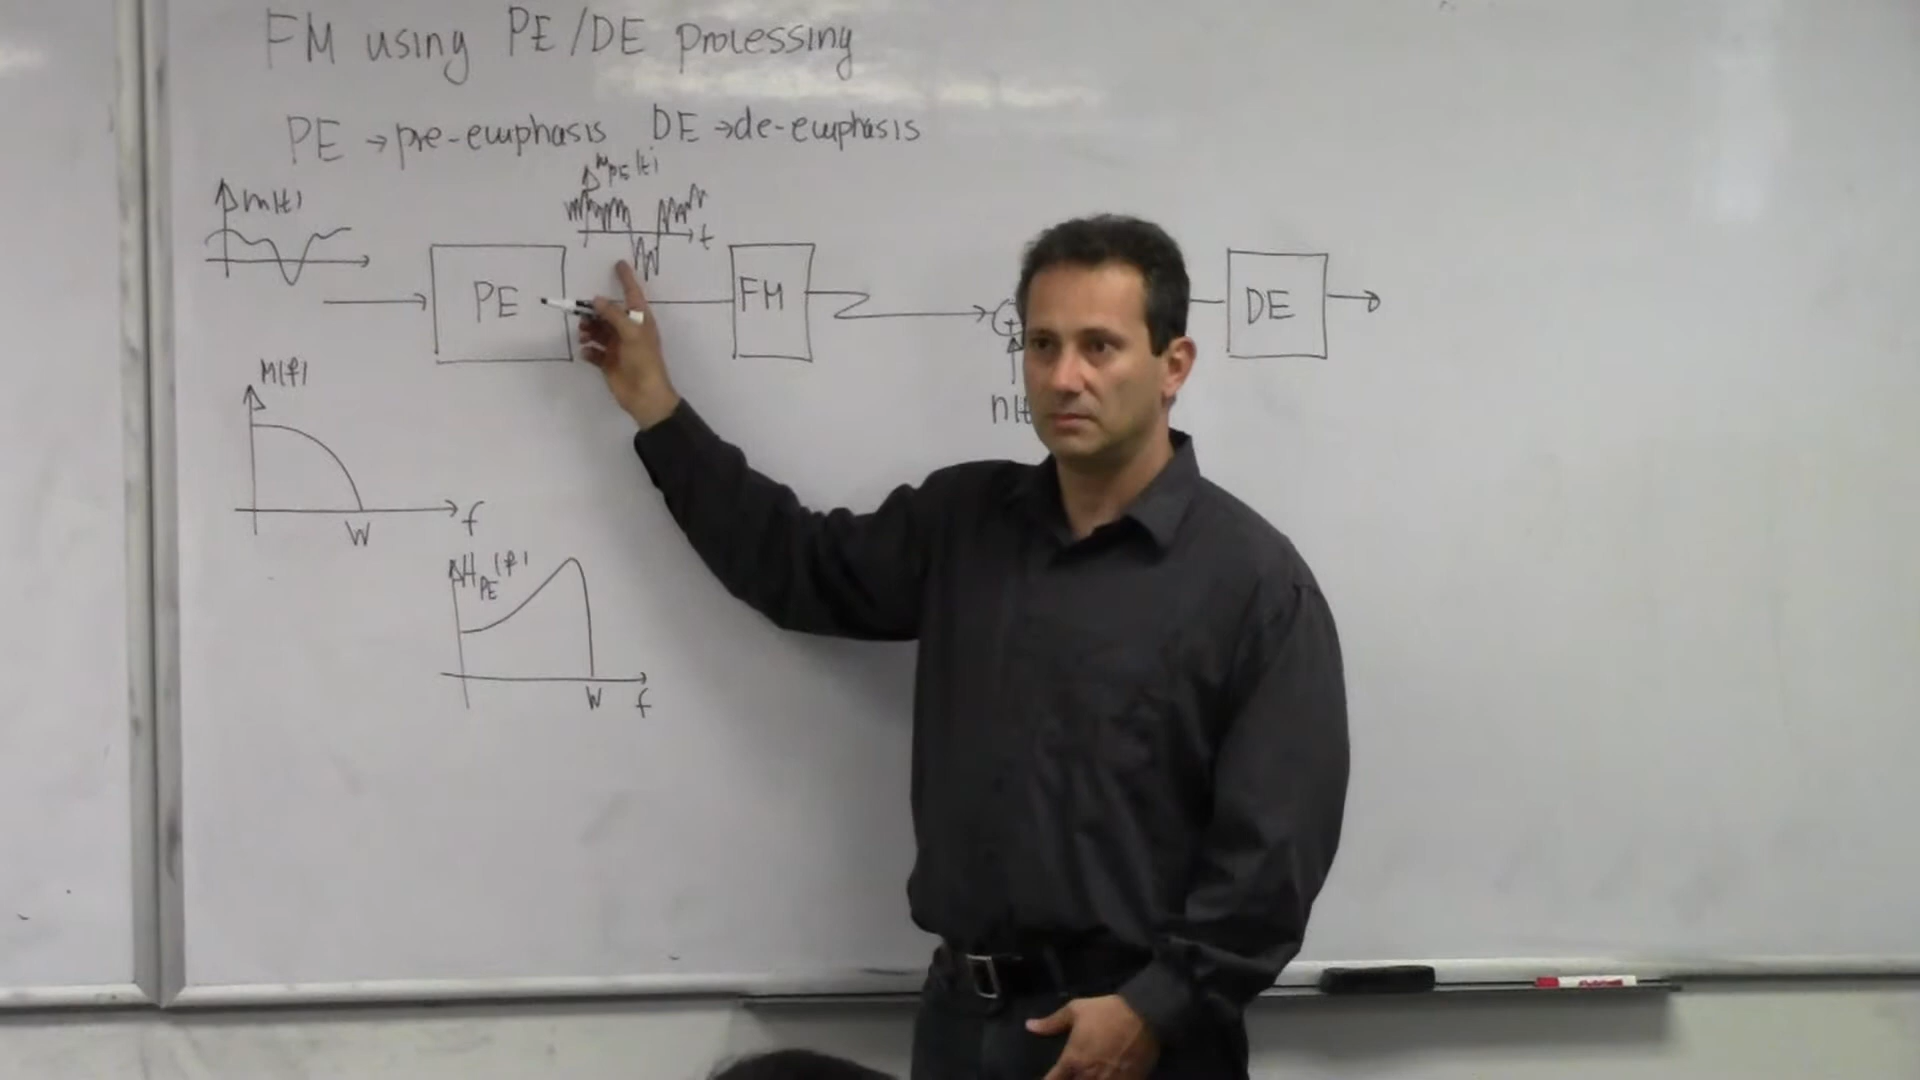 FM using PE/DE processing
PE → pre-emphasis DE → de-emphasis
m(t)
m_PE(t)
t
PE
FM
+
DE
n(t
M(f)
W
f
H_PE(f)
W
f